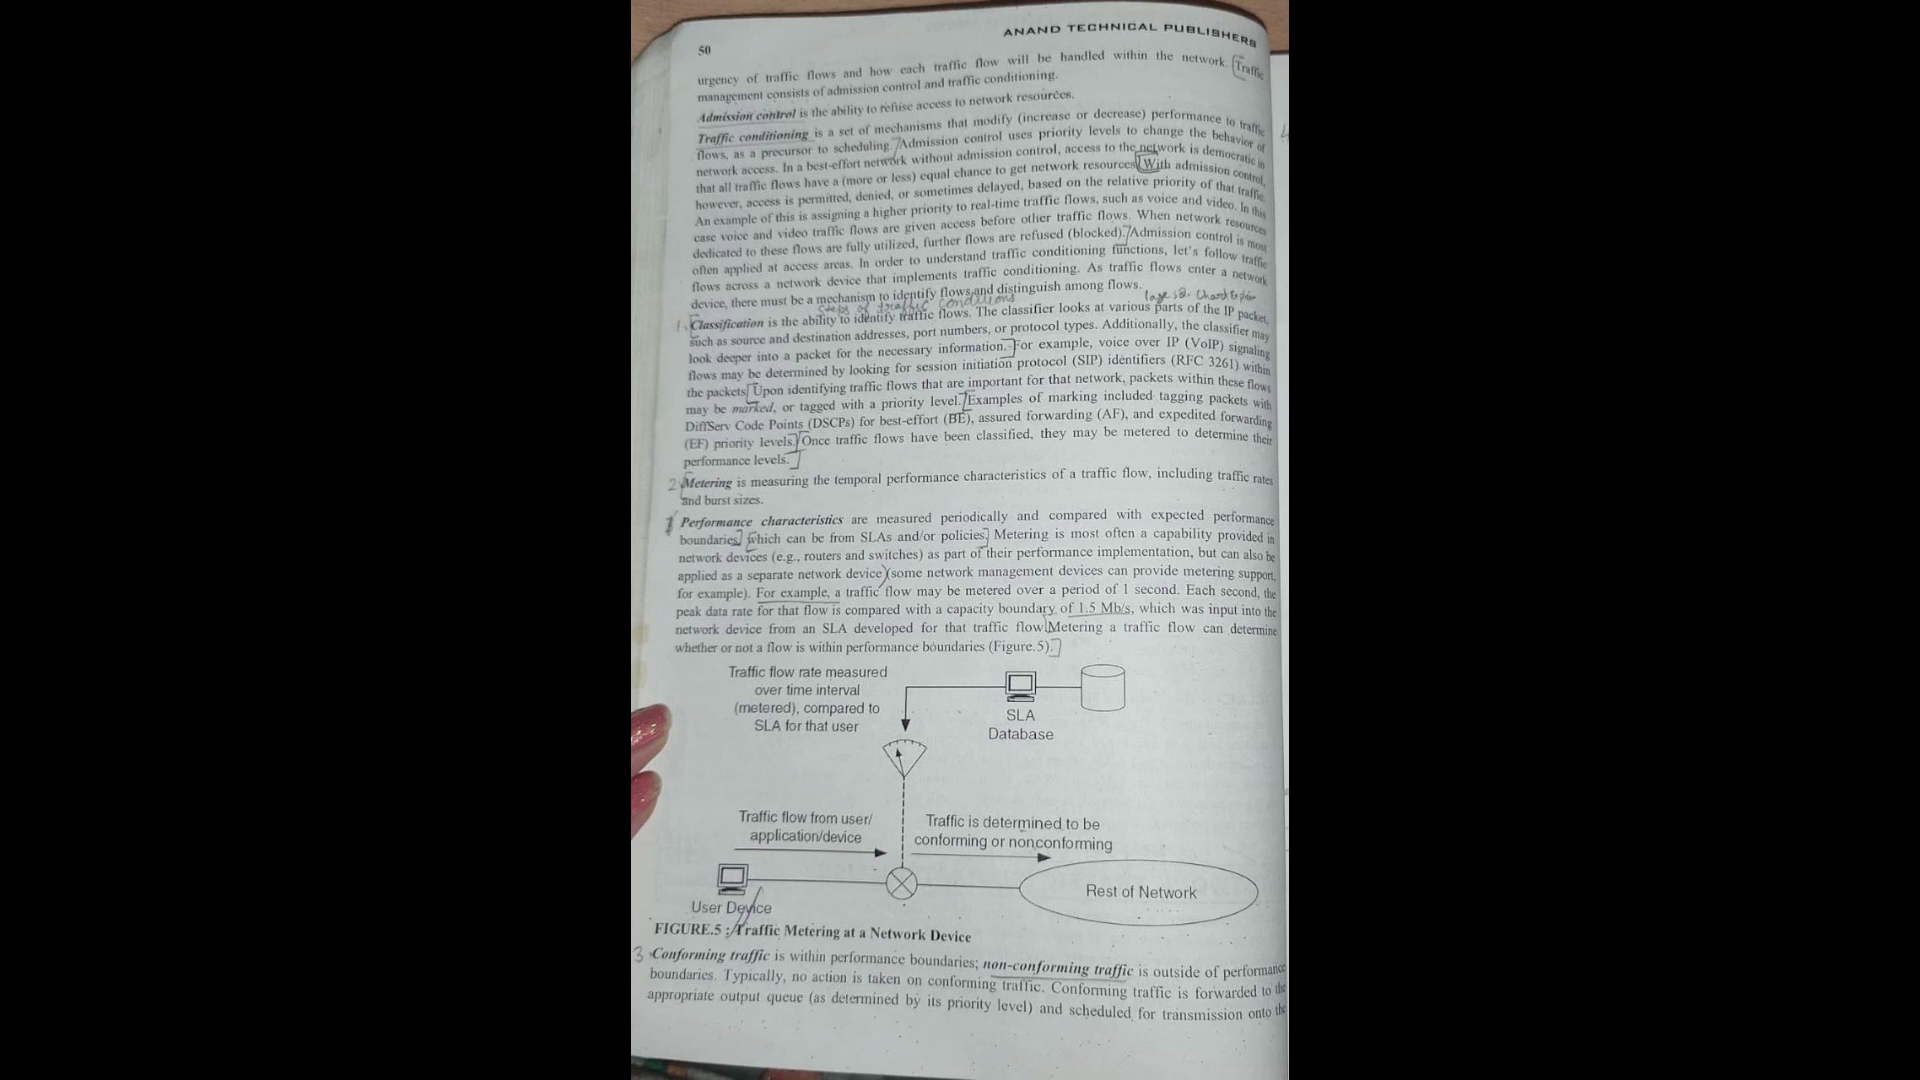 50
ANAND TECHNICAL PUBLISHERS
urgency of traffic flows and how each traffic flow will be handled within the network. Traffic
management consists of admission control and traffic conditioning.
Admission control is the ability to refuse access to network resources.
Traffic conditioning is a set of mechanisms that modify (increase or decrease) performance to traffic
flows, as a precursor to scheduling. Admission control uses priority levels to change the behavior of
network access. In a best-effort network without admission control, access to the network is democratic in
that all traffic flows have a (more or less) equal chance to get network resources. With admission control,
however, access is permitted, denied, or sometimes delayed, based on the relative priority of that traffic.
An example of this is assigning a higher priority to real-time traffic flows, such as voice and video. In this
case voice and video traffic flows are given access before other traffic flows. When network resources
dedicated to these flows are fully utilized, further flows are refused (blocked). Admission control is most
often applied at access areas. In order to understand traffic conditioning functions, let's follow traffic
flows across a network device that implements traffic conditioning. As traffic flows enter a network
device, there must be a mechanism to identify flows and distinguish among flows.
steps of traffic conditions
1. Classification is the ability to identify traffic flows. The classifier looks at various parts of the IP packet,
such as source and destination addresses, port numbers, or protocol types. Additionally, the classifier may
look deeper into a packet for the necessary information. For example, voice over IP (VoIP) signaling
flows may be determined by looking for session initiation protocol (SIP) identifiers (RFC 3261) within
the packets. Upon identifying traffic flows that are important for that network, packets within these flows
may be marked, or tagged with a priority level. Examples of marking included tagging packets with
DiffServ Code Points (DSCPs) for best-effort (BE), assured forwarding (AF), and expedited forwarding
(EF) priority levels. Once traffic flows have been classified, they may be metered to determine their
performance levels.
2 Metering is measuring the temporal performance characteristics of a traffic flow, including traffic rates
and burst sizes.
Performance characteristics are measured periodically and compared with expected performance
boundaries, which can be from SLAs and/or policies. Metering is most often a capability provided in
network devices (e.g., routers and switches) as part of their performance implementation, but can also be
applied as a separate network device (some network management devices can provide metering support,
for example). For example, a traffic flow may be metered over a period of 1 second. Each second, the
peak data rate for that flow is compared with a capacity boundary of 1.5 Mb/s, which was input into the
network device from an SLA developed for that traffic flow. Metering a traffic flow can determine
whether or not a flow is within performance boundaries (Figure.5).
Traffic flow rate measured
over time interval
(metered), compared to
SLA for that user
SLA
Database
Traffic flow from user/
application/device
Traffic is determined to be
conforming or nonconforming
Rest of Network
User Device
FIGURE.5 : Traffic Metering at a Network Device
3 Conforming traffic is within performance boundaries; non-conforming traffic is outside of performance
boundaries. Typically, no action is taken on conforming traffic. Conforming traffic is forwarded to the
appropriate output queue (as determined by its priority level) and scheduled for transmission onto the